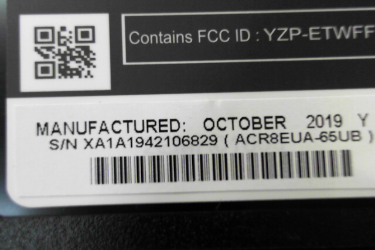 Contains FCC ID : YZP-ETWFF
MANUFACTURED: OCTOBER 2019 Y
S/N XA1A1942106829 ( ACR8EUA-65UB )